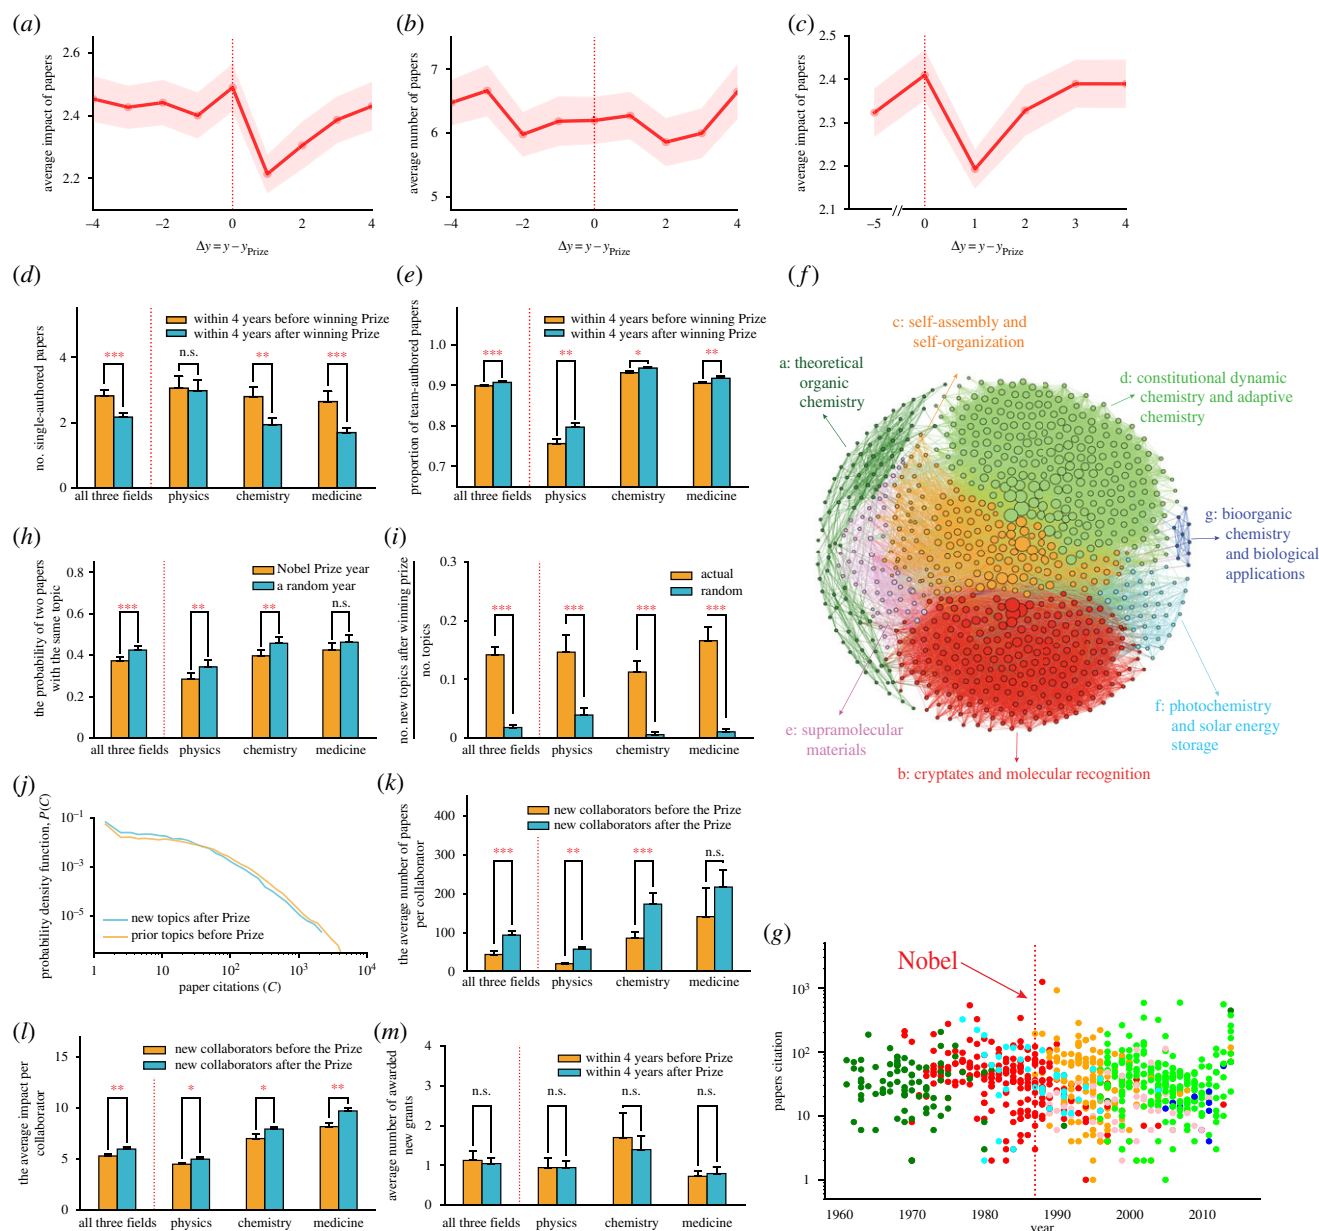 (a)
average impact of papers
2.6
2.4
2.2
–4
–2
0
2
4
Δy = y – yPrize
(b)
average number of papers
7
6
5
–4
–2
0
2
4
Δy = y – yPrize
(c)
average impact of papers
2.5
2.4
2.3
2.2
2.1
–5
0
1
2
3
4
Δy = y – yPrize
(d)
no. single-authored papers
within 4 years before winning Prize
within 4 years after winning Prize
4
2
0
***
n.s.
**
***
all three fields
physics
chemistry
medicine
(e)
proportion of team-authored papers
within 4 years before winning Prize
within 4 years after winning Prize
1.0
0.9
0.8
0.7
***
**
*
**
all three fields
physics
chemistry
medicine
(f)
c: self-assembly and
self-organization
a: theoretical
organic
chemistry
d: constitutional dynamic
chemistry and adaptive
chemistry
g: bioorganic
chemistry
and biological
applications
f: photochemistry
and solar energy
storage
e: supramolecular
materials
b: cryptates and molecular recognition
(h)
the probability of two papers
with the same topic
Nobel Prize year
a random year
0.8
0.6
0.4
0.2
0
***
**
**
n.s.
all three fields
physics
chemistry
medicine
(i)
no. new topics after winning prize
no. topics
actual
random
0.3
0.2
0.1
0
***
***
***
***
all three fields
physics
chemistry
medicine
(j)
probability density function, P(C)
10–1
10–3
10–5
new topics after Prize
prior topics before Prize
1
10
102
103
104
paper citations (C)
(k)
the average number of papers
per collaborator
new collaborators before the Prize
new collaborators after the Prize
400
300
200
100
0
***
**
***
n.s.
all three fields
physics
chemistry
medicine
(g)
Nobel
papers citation
103
102
10
1
1960
1970
1980
1990
2000
2010
year
(l)
the average impact per
collaborator
new collaborators before the Prize
new collaborators after the Prize
15
10
5
0
**
*
*
**
all three fields
physics
chemistry
medicine
(m)
average number of awarded
new grants
within 4 years before Prize
within 4 years after Prize
4
3
2
1
0
n.s.
n.s.
n.s.
n.s.
all three fields
physics
chemistry
medicine